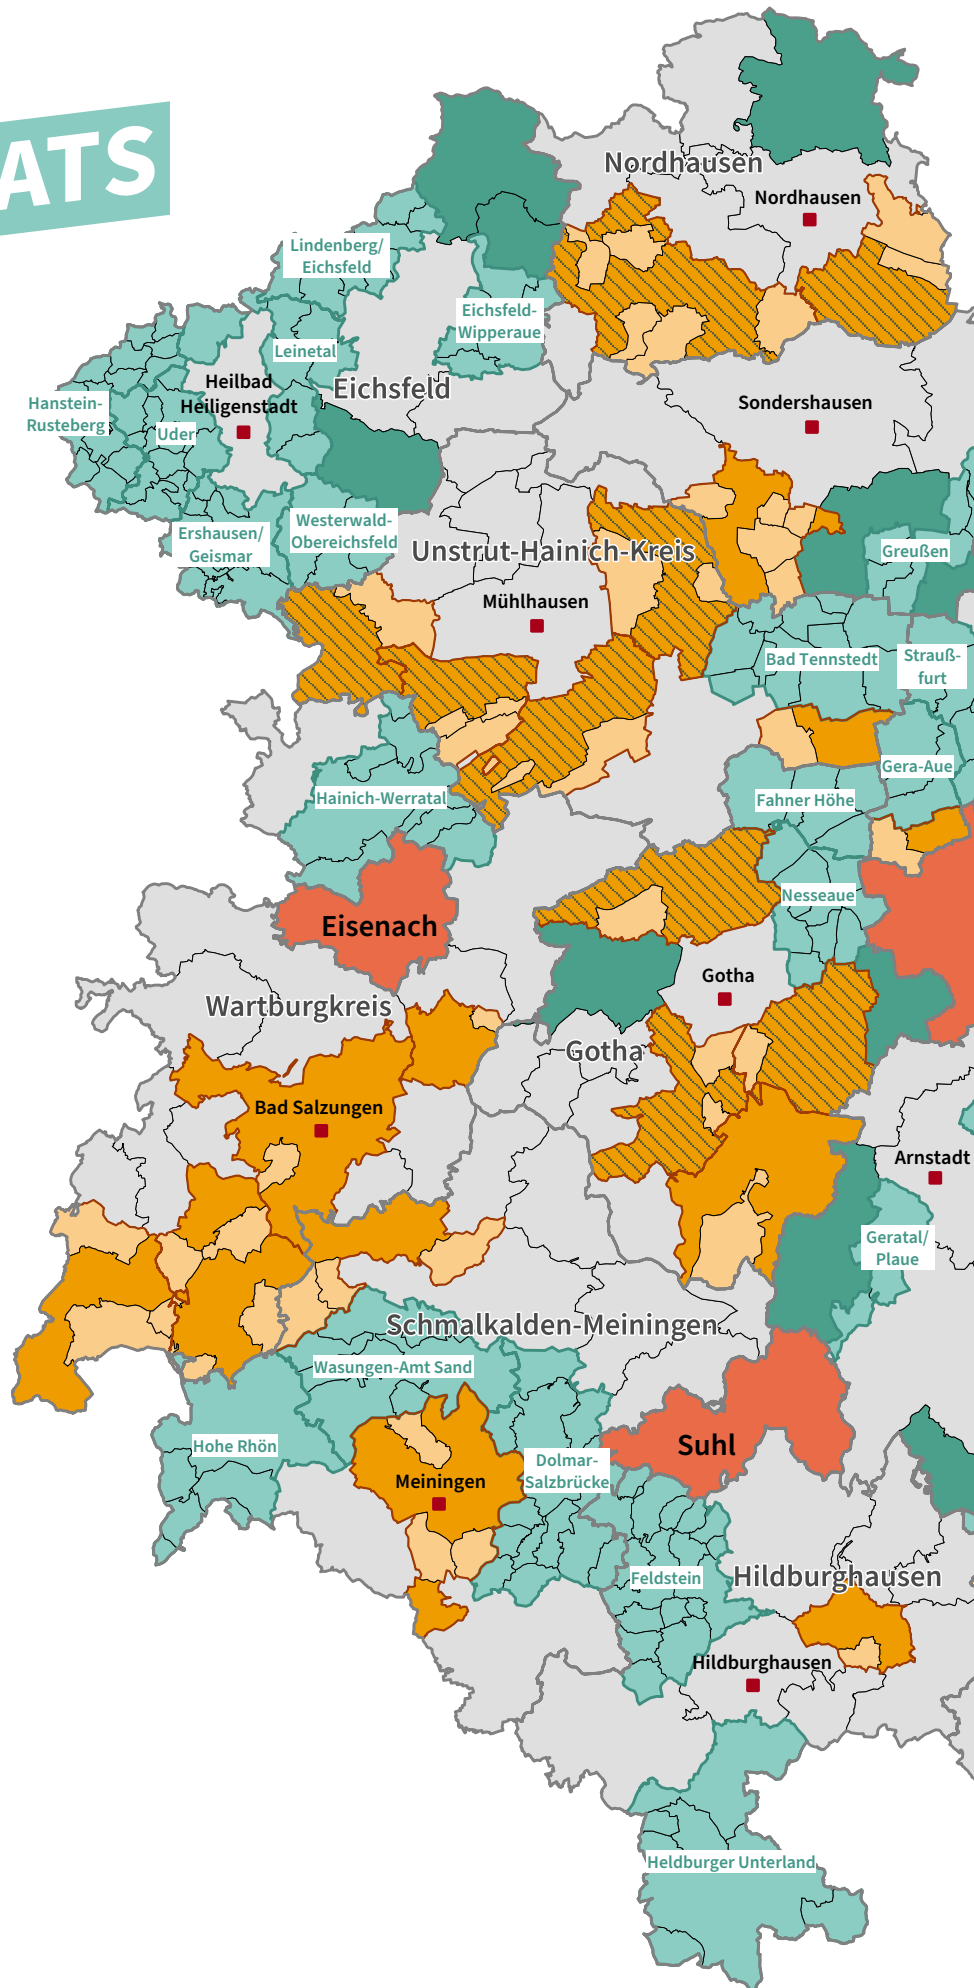 ATS
Nordhausen
Nordhausen
Lindenberg/
Eichsfeld
Eichsfeld-
Wipperaue
Leinetal
Heilbad
Heiligenstadt
Eichsfeld
Hanstein-
Rusteberg
Uder
Sondershausen
Ershausen/
Geismar
Westerwald-
Obereichsfeld
Unstrut-Hainich-Kreis
Greußen
Mühlhausen
Bad Tennstedt
Strauß-
furt
Gera-Aue
Hainich-Werratal
Fahner Höhe
Nesseaue
Eisenach
Gotha
Wartburgkreis
Gotha
Bad Salzungen
Arnstadt
Geratal/
Plaue
Schmalkalden-Meiningen
Wasungen-Amt Sand
Hohe Rhön
Suhl
Dolmar-
Salzbrücke
Meiningen
Feldstein
Hildburghausen
Hildburghausen
Heldburger Unterland